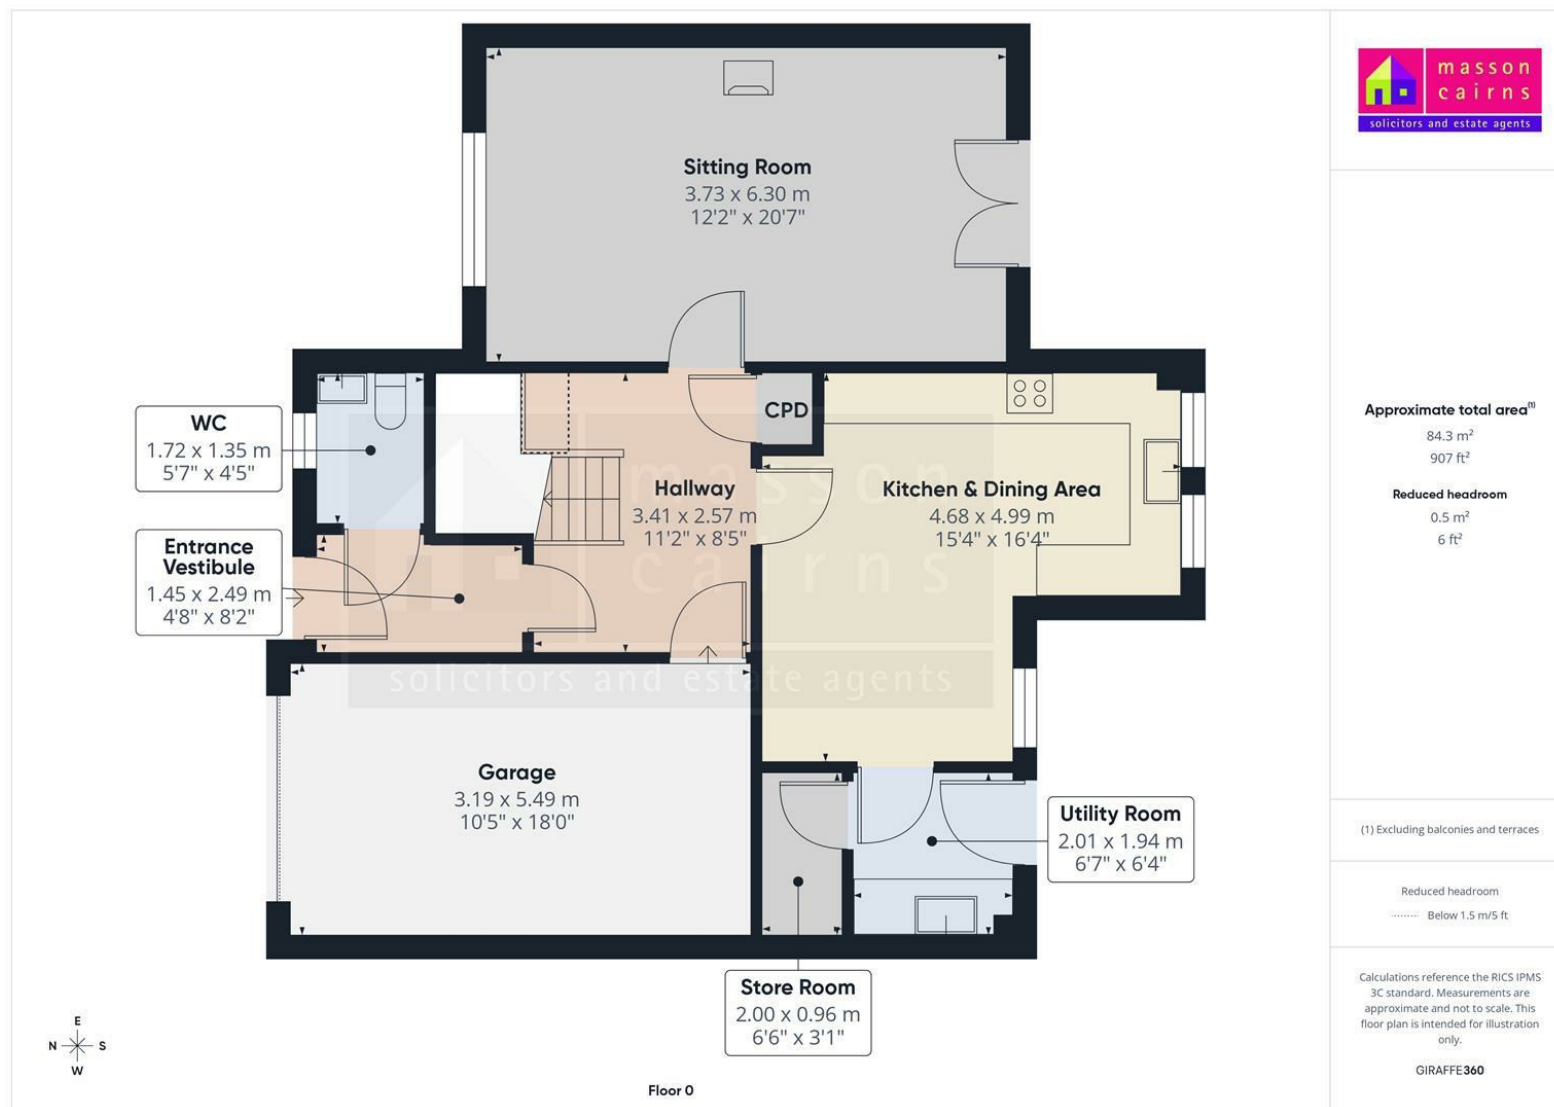 masson
cairns
solicitors and estate agents
Sitting Room
3.73 x 6.30 m
12'2" x 20'7"
WC
1.72 x 1.35 m
5'7" x 4'5"
CPD
Hallway
3.41 x 2.57 m
11'2" x 8'5"
Kitchen & Dining Area
4.68 x 4.99 m
15'4" x 16'4"
Entrance
Vestibule
1.45 x 2.49 m
4'8" x 8'2"
masson
cairns
solicitors and estate agents
Garage
3.19 x 5.49 m
10'5" x 18'0"
Utility Room
2.01 x 1.94 m
6'7" x 6'4"
Store Room
2.00 x 0.96 m
6'6" x 3'1"
E
N S
W
Floor 0
Approximate total area(1)
84.3 m²
907 ft²
Reduced headroom
0.5 m²
6 ft²
(1) Excluding balconies and terraces
Reduced headroom
Below 1.5 m/5 ft
Calculations reference the RICS IPMS
3C standard. Measurements are
approximate and not to scale. This
floor plan is intended for illustration
only.
GIRAFFE360